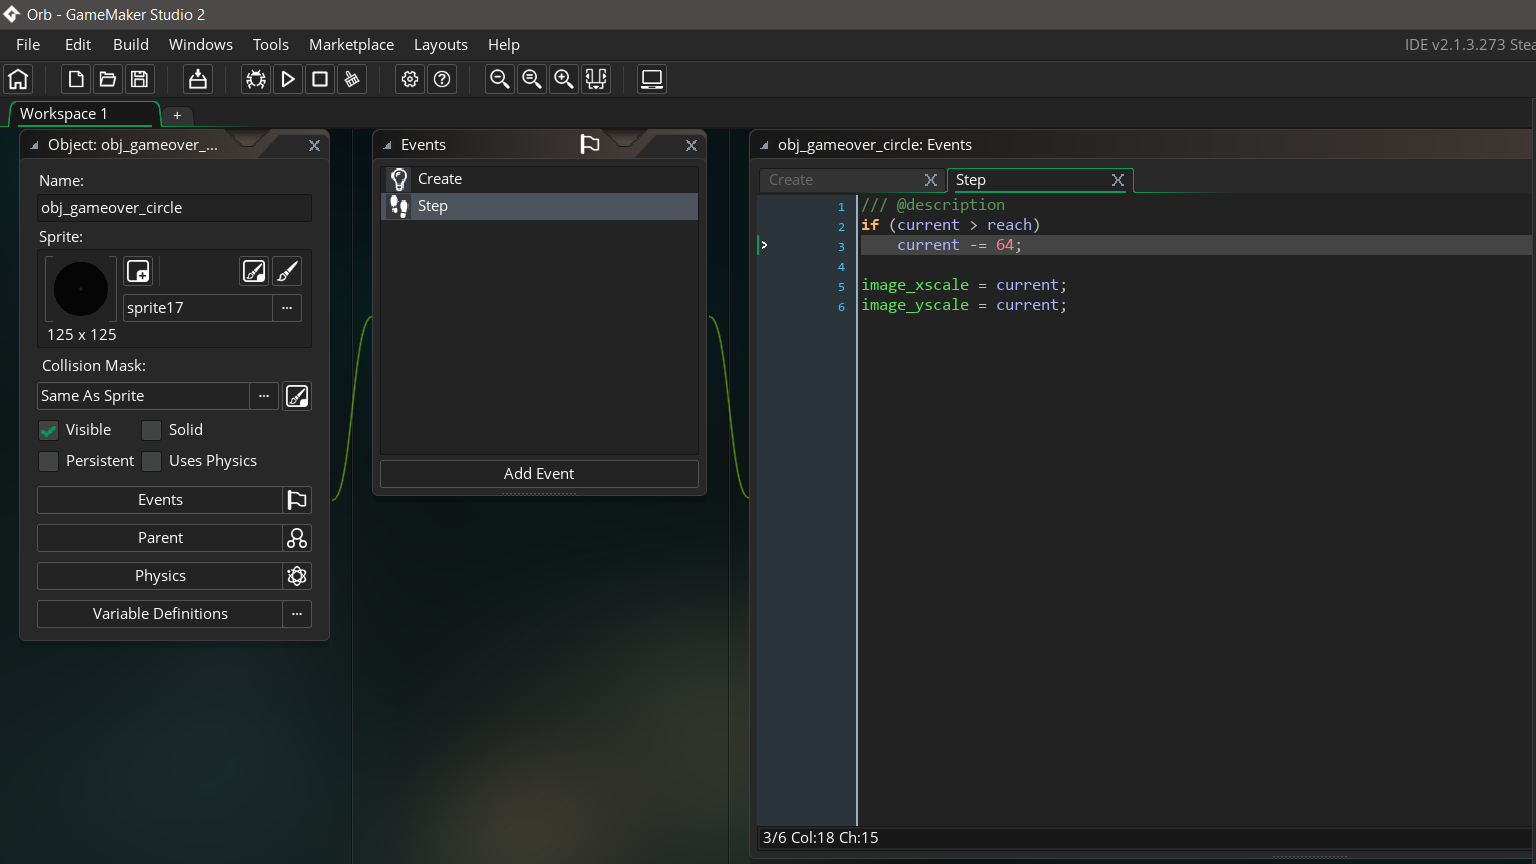 Orb - GameMaker Studio 2
File Edit Build Windows Tools Marketplace Layouts Help
IDE v2.1.3.273
Workspace 1 +
Object: obj_gameover_...
Name:
obj_gameover_circle
Sprite:
sprite17 ...
125 x 125
Collision Mask:
Same As Sprite ...
Visible Solid
Persistent Uses Physics
Events
Parent
Physics
Variable Definitions ...
Events
Create
Step
Add Event
obj_gameover_circle: Events
Create X Step X
1 /// @description
2 if (current > reach)
3 current -= 64;
4
5 image_xscale = current;
6 image_yscale = current;
3/6 Col:18 Ch:15